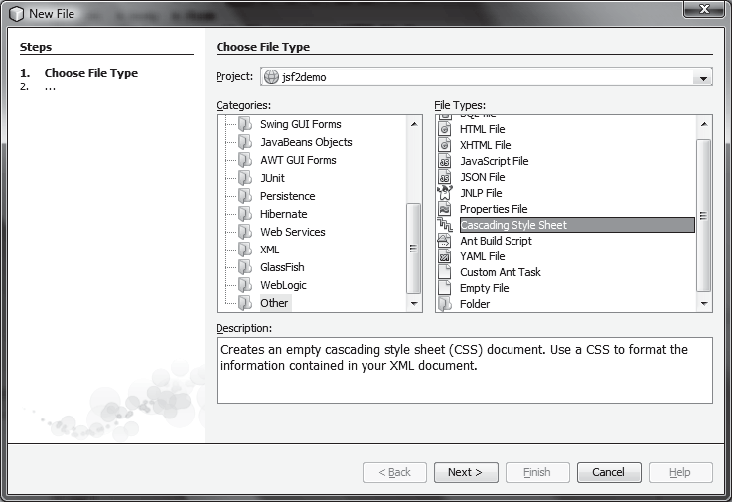 New File
Steps
1. Choose File Type
2. ...
Choose File Type
Project: jsf2demo
Categories:
Swing GUI Forms
JavaBeans Objects
AWT GUI Forms
JUnit
Persistence
Hibernate
Web Services
XML
GlassFish
WebLogic
Other
File Types:
SQL File
HTML File
XHTML File
JavaScript File
JSON File
JNLP File
Properties File
Cascading Style Sheet
Ant Build Script
YAML File
Custom Ant Task
Empty File
Folder
Description:
Creates an empty cascading style sheet (CSS) document. Use a CSS to format the
information contained in your XML document.
< Back
Next >
Finish
Cancel
Help